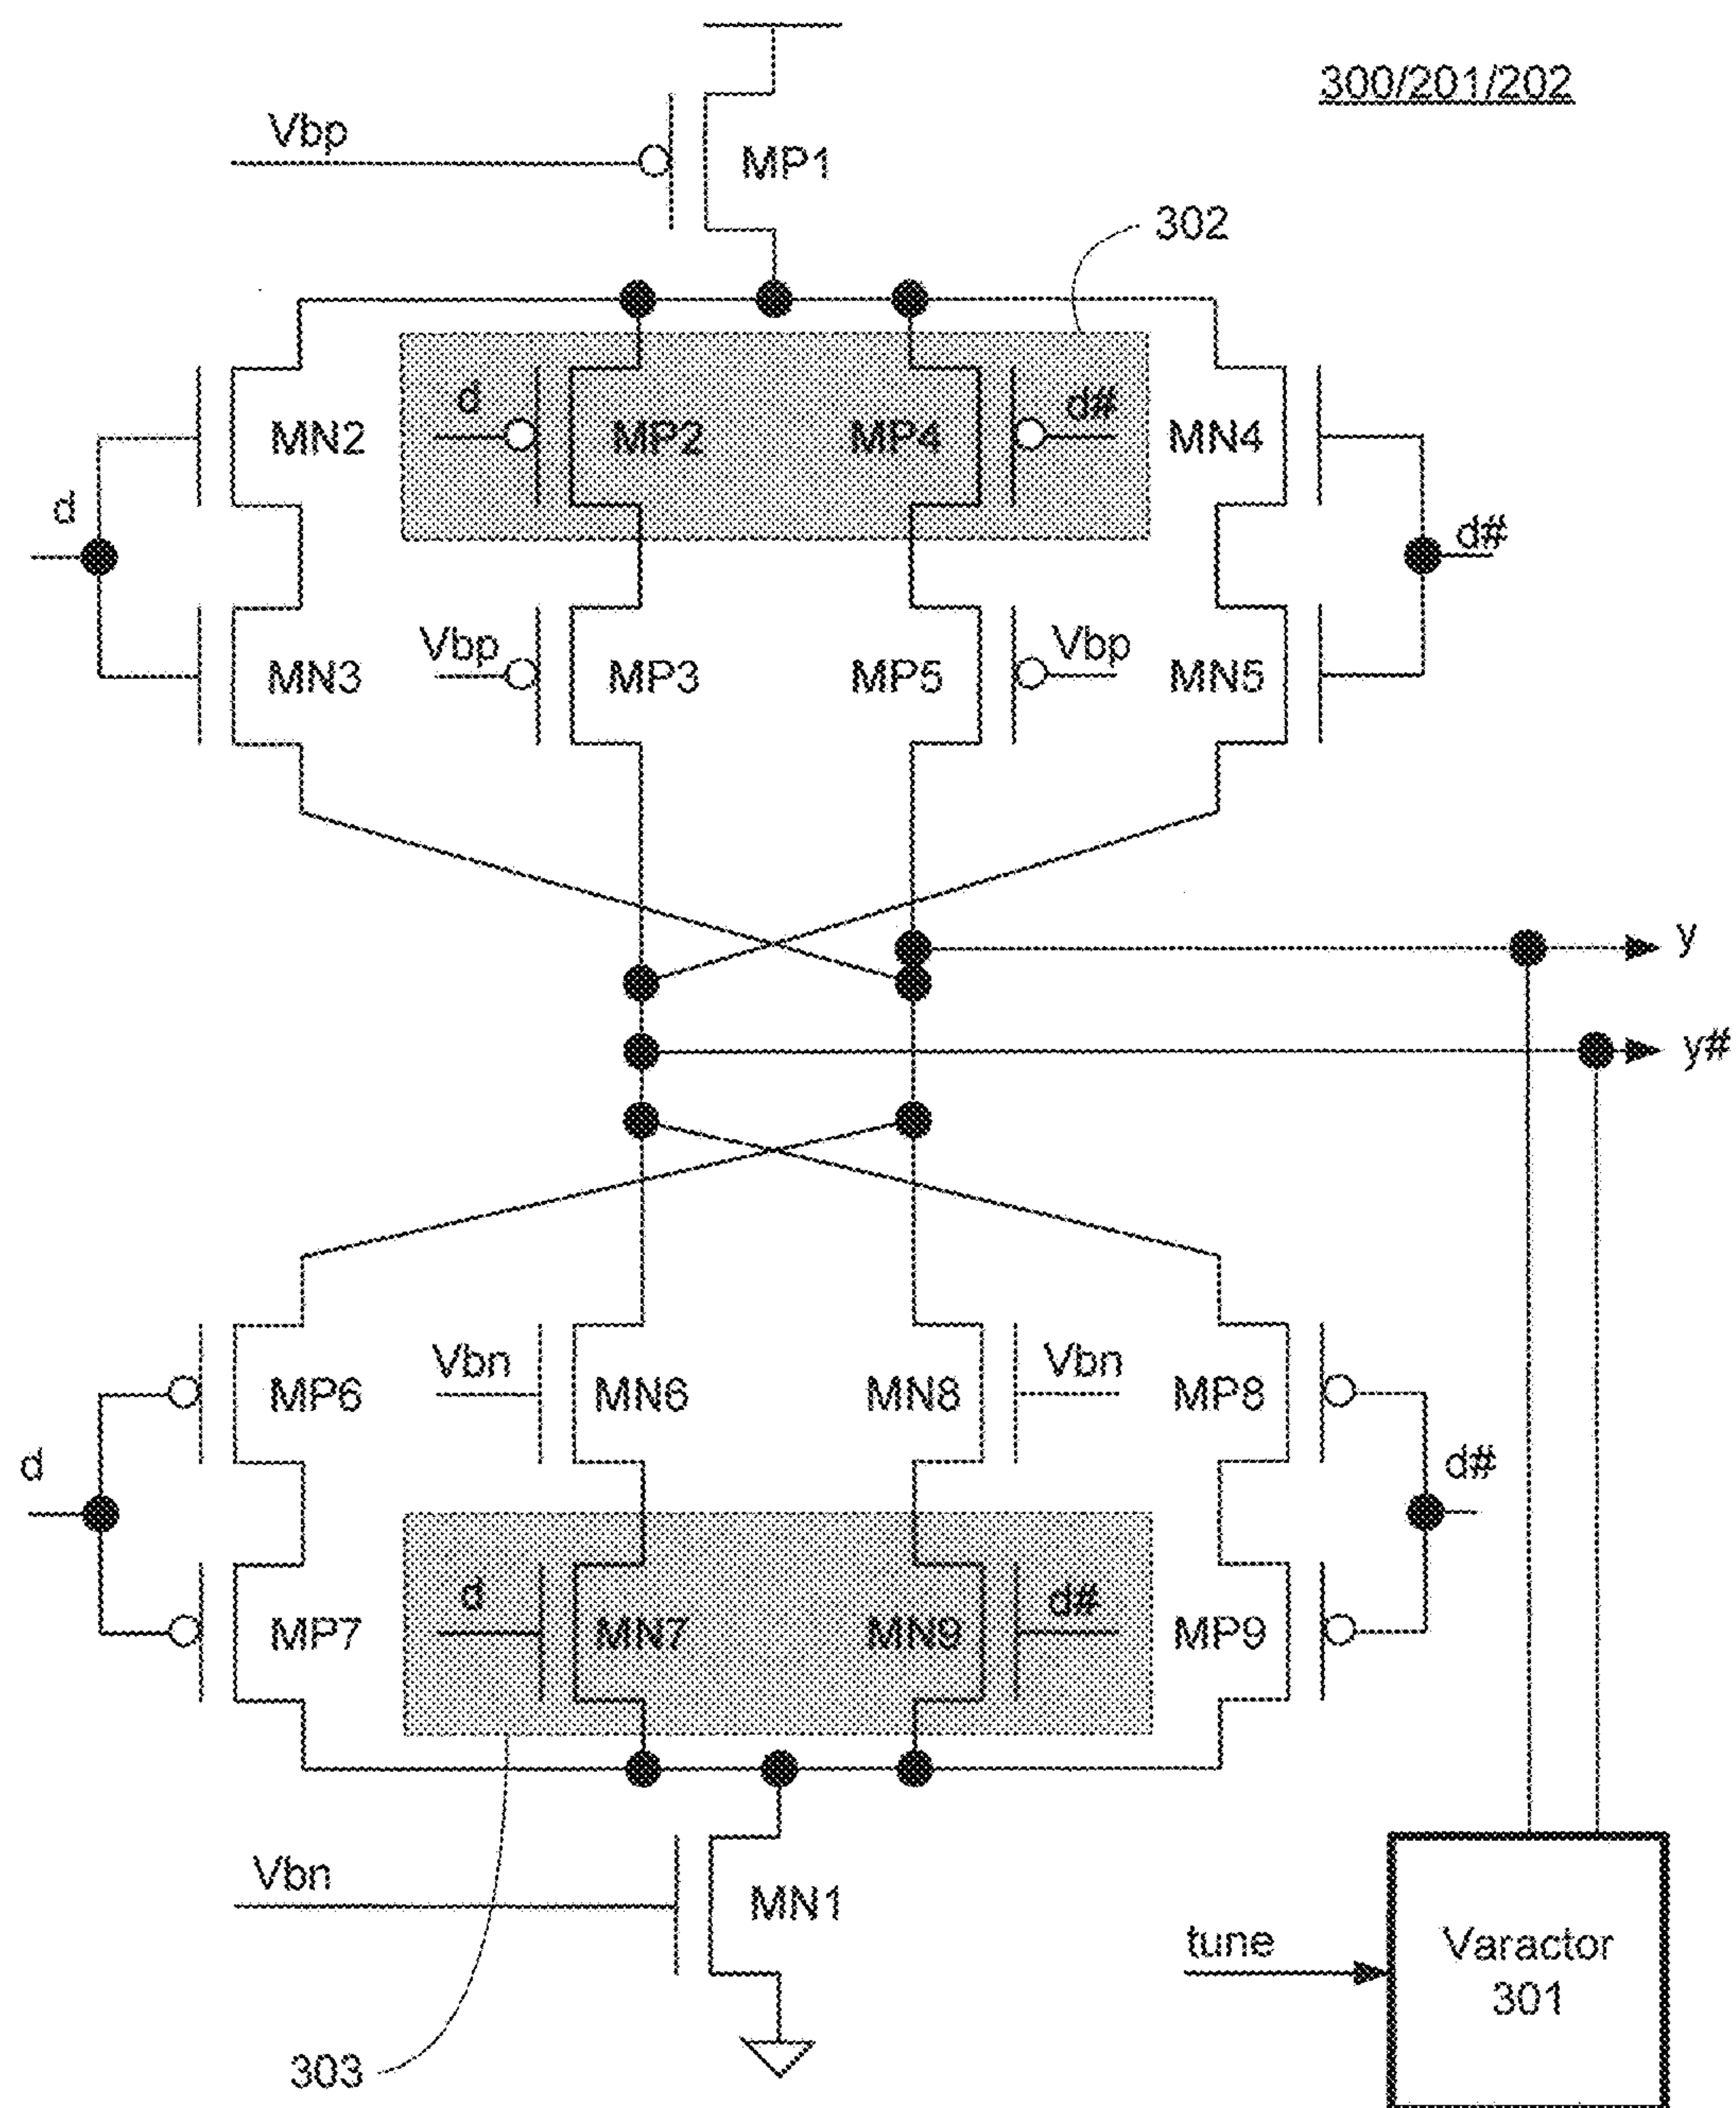 300/201/202
Vbp
MP1
302
d
d#
MN2
MP2
MP4
MN4
d
d#
Vbp
Vbp
MN3
MP3
MP5
MN5
y
y#
Vbn
Vbn
MP6
MN6
MN8
MP8
d
d#
d
d#
MP7
MN7
MN9
MP9
Vbn
MN1
tune
Varactor
301
303